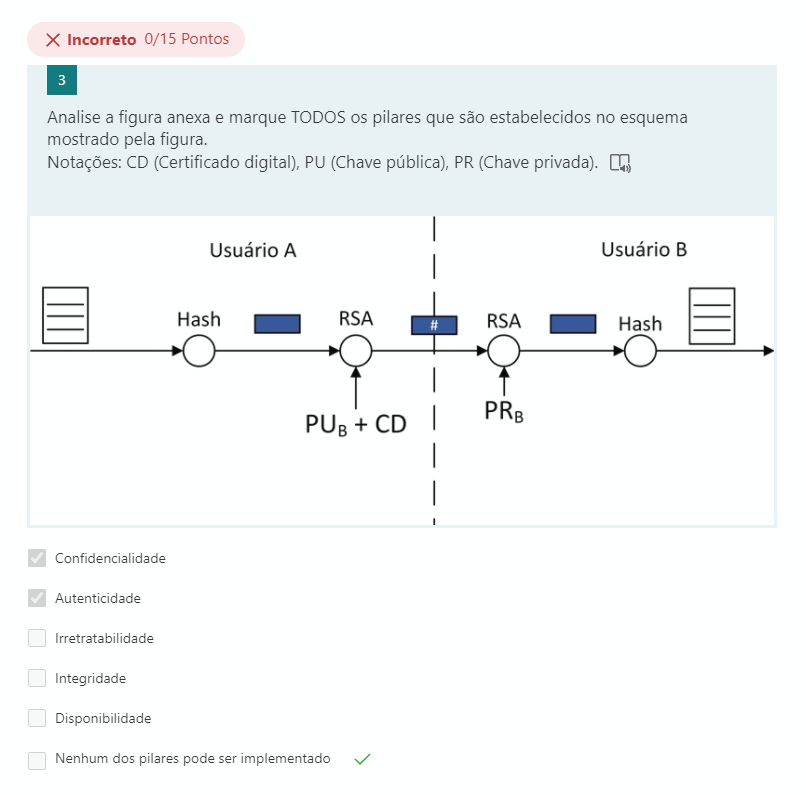 Incorreto 0/15 Pontos
3
Analise a figura anexa e marque TODOS os pilares que são estabelecidos no esquema
mostrado pela figura.
Notações: CD (Certificado digital), PU (Chave pública), PR (Chave privada).
Usuário A
Usuário B
Hash
RSA
#
RSA
Hash
PUB + CD
PRB
Confidencialidade
Autenticidade
Irretratabilidade
Integridade
Disponibilidade
Nenhum dos pilares pode ser implementado